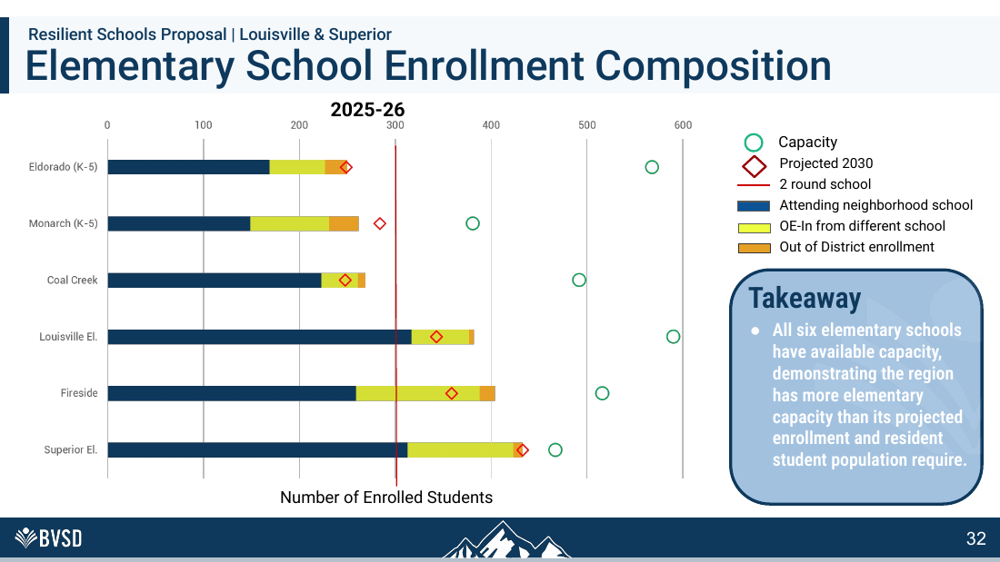 Resilient Schools Proposal | Louisville & Superior
Elementary School Enrollment Composition
2025-26
0 100 200 300 400 500 600
Eldorado (K-5)
Monarch (K-5)
Coal Creek
Louisville El.
Fireside
Superior El.
Number of Enrolled Students
Capacity
Projected 2030
2 round school
Attending neighborhood school
OE-In from different school
Out of District enrollment
Takeaway
● All six elementary schools
have available capacity,
demonstrating the region
has more elementary
capacity than its projected
enrollment and resident
student population require.
BVSD
32